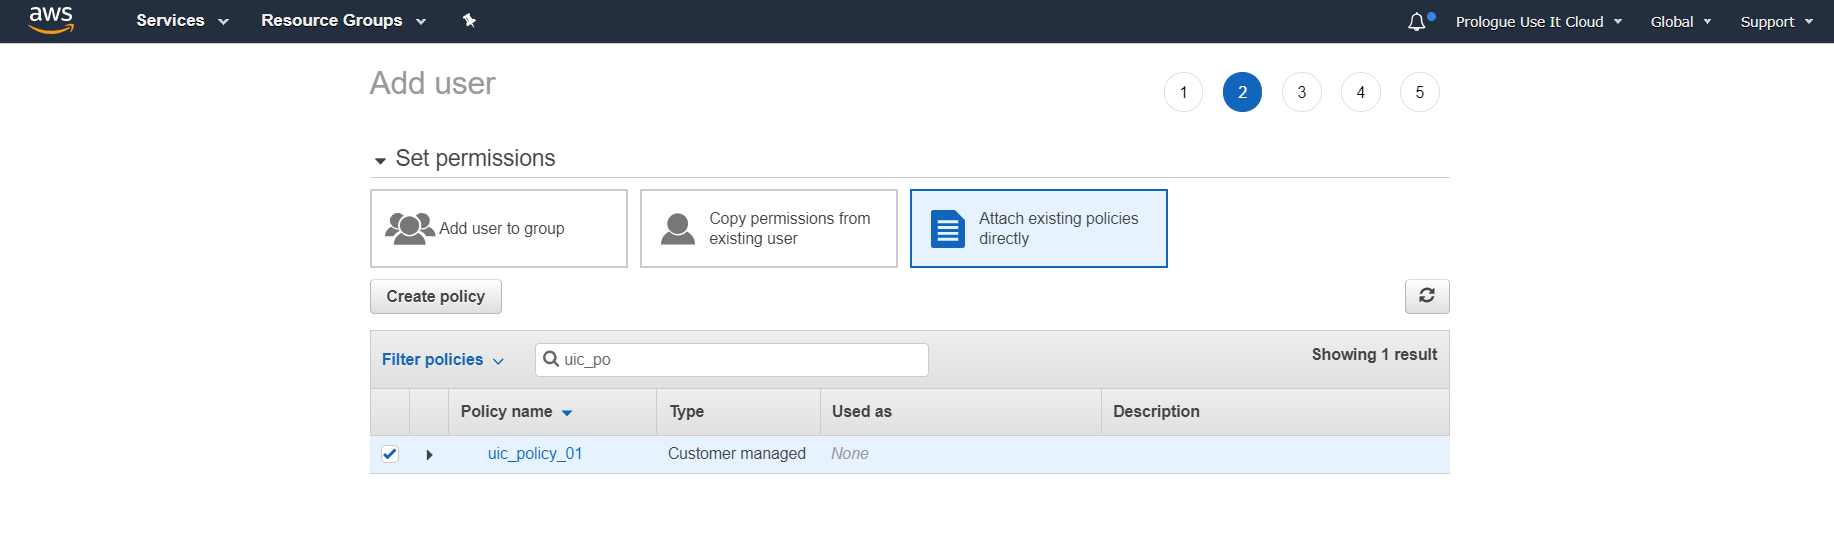 aws Services Resource Groups Prologue Use It Cloud Global Support
Add user 1 2 3 4 5
Set permissions
Add user to group
Copy permissions from
existing user
Attach existing policies
directly
Create policy
Filter policies uic_po Showing 1 result
Policy name Type Used as Description
uic_policy_01 Customer managed None